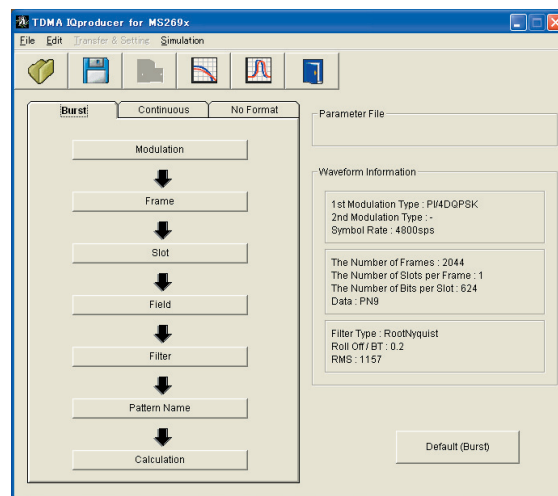 TDMA IQproducer for MS269x
File Edit Transfer & Setting Simulation
Burst Continuous No Format
Modulation
Frame
Slot
Field
Filter
Pattern Name
Calculation
Parameter File
Waveform Information
1st Modulation Type : PI/4DQPSK
2nd Modulation Type : -
Symbol Rate : 4800sps
The Number of Frames : 2044
The Number of Slots per Frame : 1
The Number of Bits per Slot : 624
Data : PN9
Filter Type : RootNyquist
Roll Off / BT : 0.2
RMS : 1157
Default (Burst)